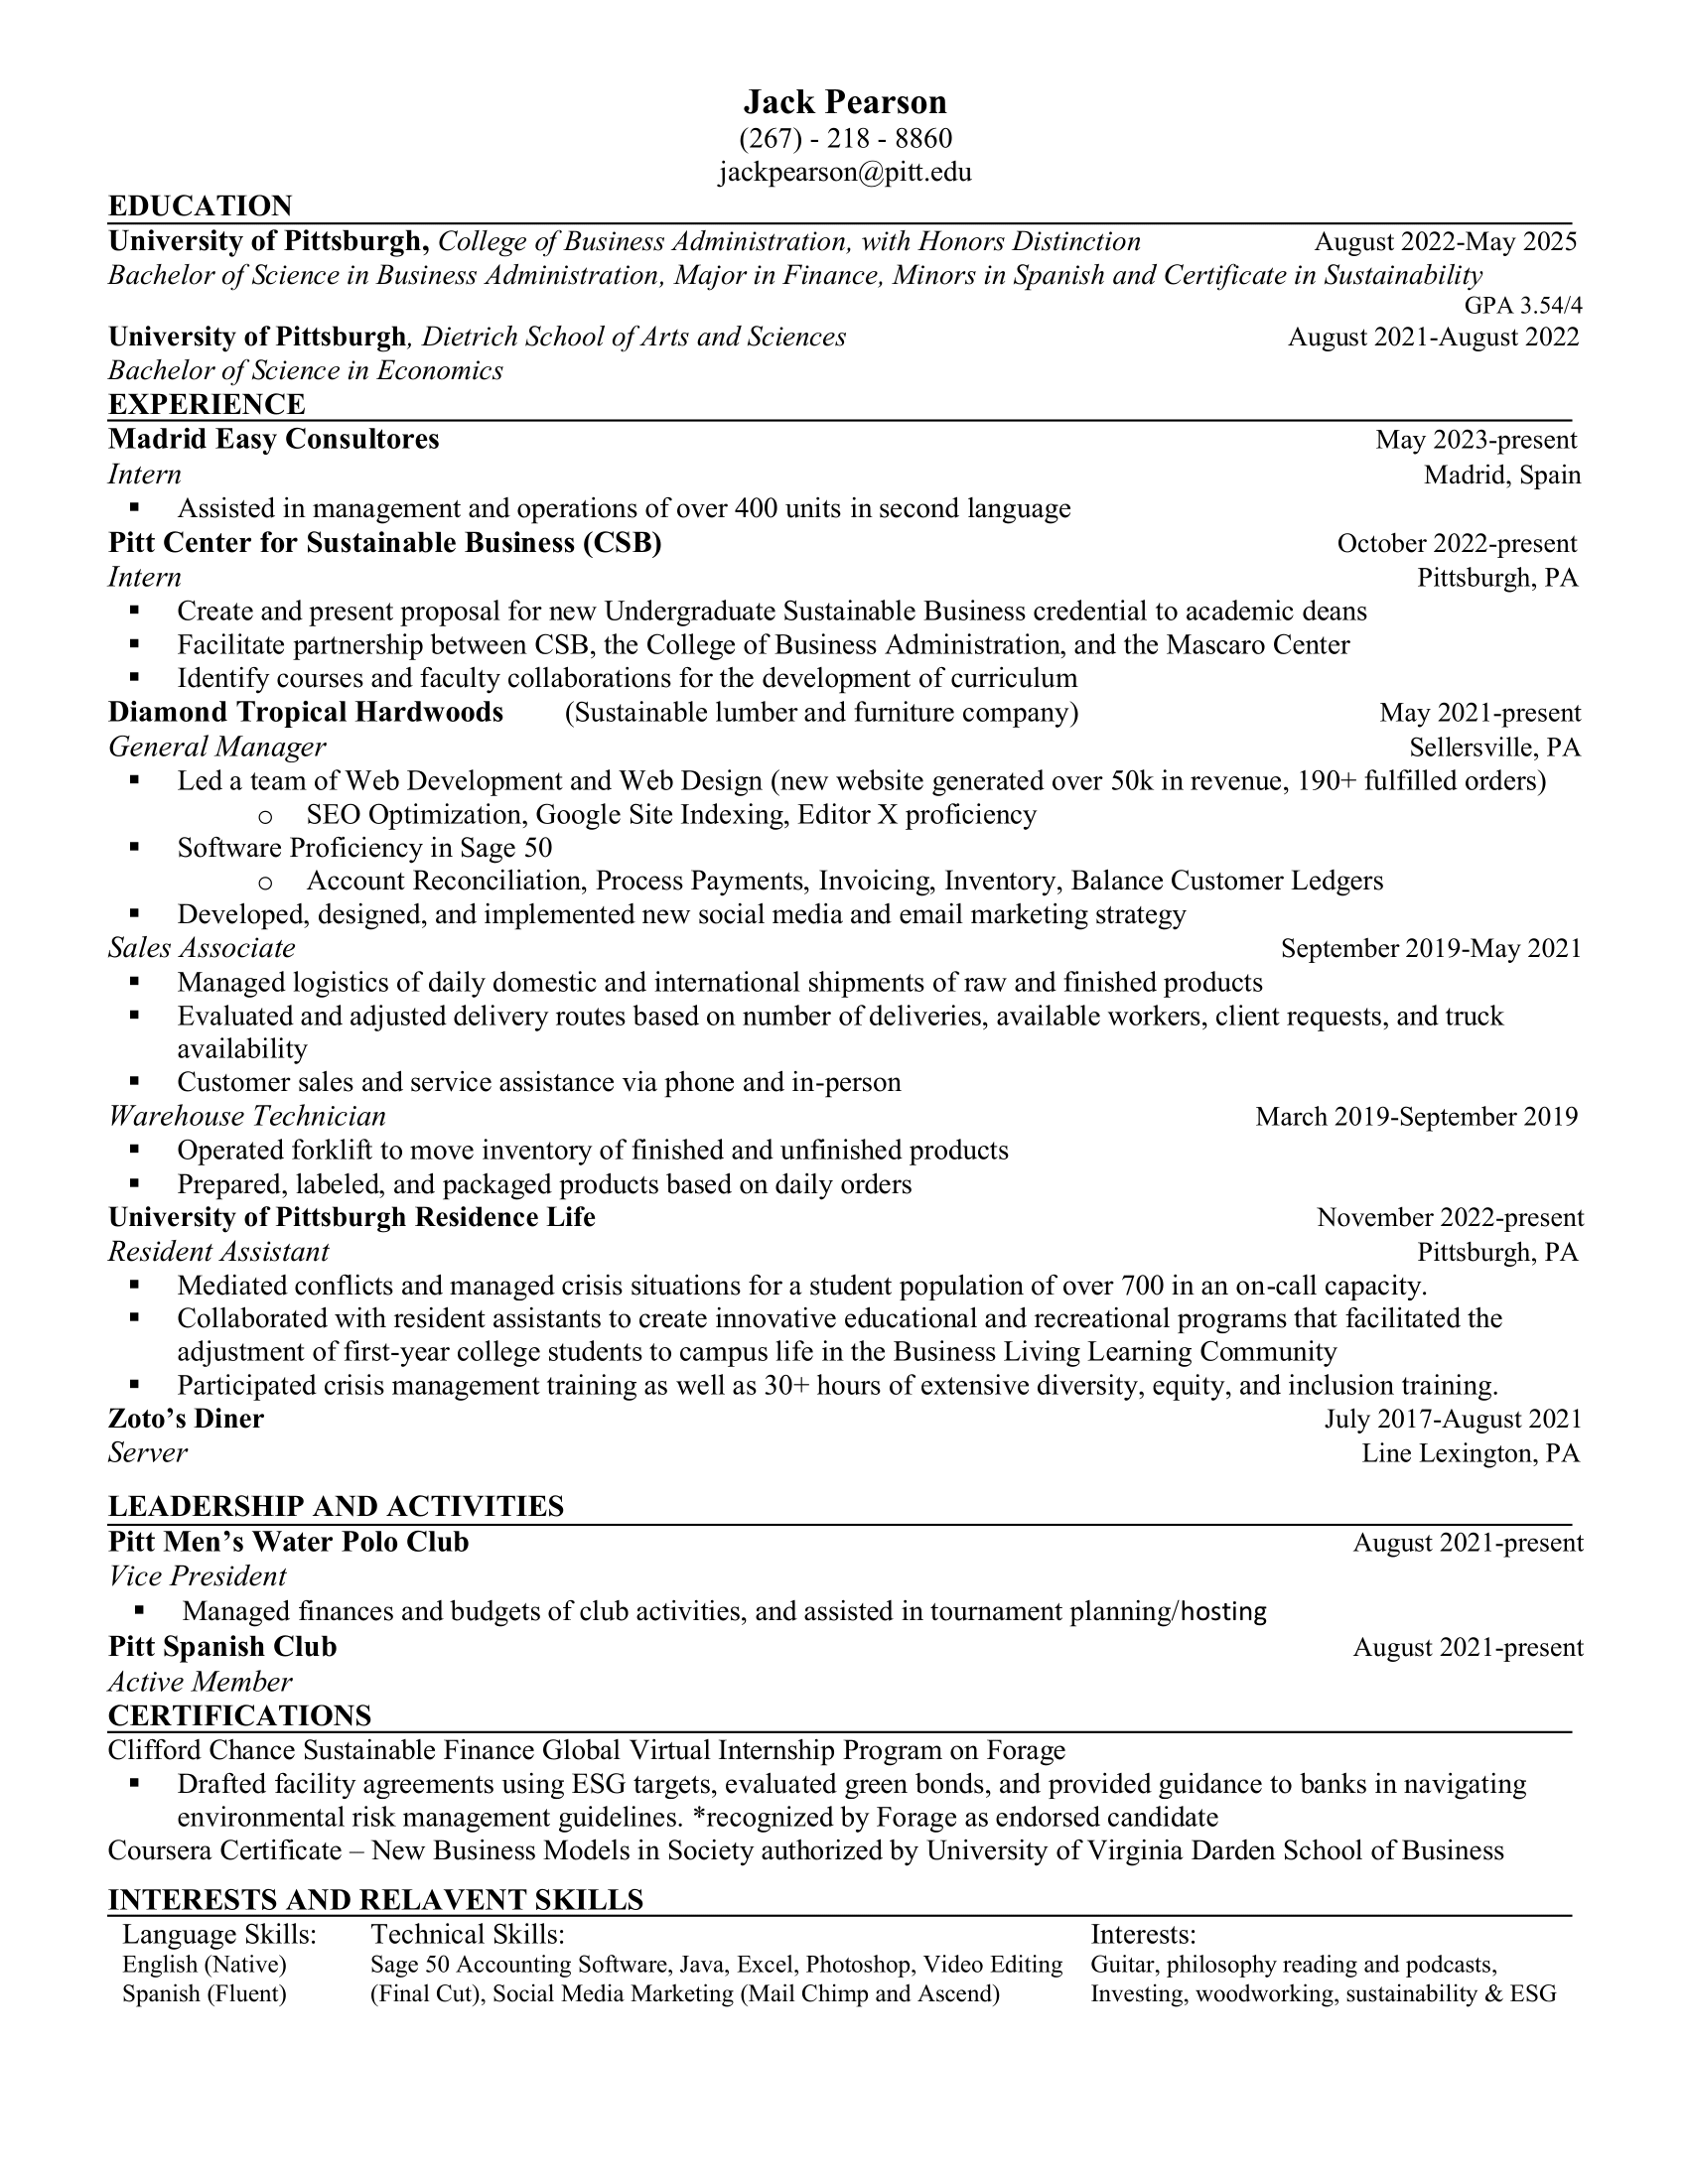 Jack Pearson
(267) - 218 - 8860
jackpearson@pitt.edu
EDUCATION
University of Pittsburgh, College of Business Administration, with Honors Distinction August 2022-May 2025
Bachelor of Science in Business Administration, Major in Finance, Minors in Spanish and Certificate in Sustainability
GPA 3.54/4
University of Pittsburgh, Dietrich School of Arts and Sciences August 2021-August 2022
Bachelor of Science in Economics
EXPERIENCE
Madrid Easy Consultores May 2023-present
Intern Madrid, Spain
▪ Assisted in management and operations of over 400 units in second language
Pitt Center for Sustainable Business (CSB) October 2022-present
Intern Pittsburgh, PA
▪ Create and present proposal for new Undergraduate Sustainable Business credential to academic deans
▪ Facilitate partnership between CSB, the College of Business Administration, and the Mascaro Center
▪ Identify courses and faculty collaborations for the development of curriculum
Diamond Tropical Hardwoods (Sustainable lumber and furniture company) May 2021-present
General Manager Sellersville, PA
▪ Led a team of Web Development and Web Design (new website generated over 50k in revenue, 190+ fulfilled orders)
o SEO Optimization, Google Site Indexing, Editor X proficiency
▪ Software Proficiency in Sage 50
o Account Reconciliation, Process Payments, Invoicing, Inventory, Balance Customer Ledgers
▪ Developed, designed, and implemented new social media and email marketing strategy
Sales Associate September 2019-May 2021
▪ Managed logistics of daily domestic and international shipments of raw and finished products
▪ Evaluated and adjusted delivery routes based on number of deliveries, available workers, client requests, and truck
availability
▪ Customer sales and service assistance via phone and in-person
Warehouse Technician March 2019-September 2019
▪ Operated forklift to move inventory of finished and unfinished products
▪ Prepared, labeled, and packaged products based on daily orders
University of Pittsburgh Residence Life November 2022-present
Resident Assistant Pittsburgh, PA
▪ Mediated conflicts and managed crisis situations for a student population of over 700 in an on-call capacity.
▪ Collaborated with resident assistants to create innovative educational and recreational programs that facilitated the
adjustment of first-year college students to campus life in the Business Living Learning Community
▪ Participated crisis management training as well as 30+ hours of extensive diversity, equity, and inclusion training.
Zoto’s Diner July 2017-August 2021
Server Line Lexington, PA
LEADERSHIP AND ACTIVITIES
Pitt Men’s Water Polo Club August 2021-present
Vice President
▪ Managed finances and budgets of club activities, and assisted in tournament planning/hosting
Pitt Spanish Club August 2021-present
Active Member
CERTIFICATIONS
Clifford Chance Sustainable Finance Global Virtual Internship Program on Forage
▪ Drafted facility agreements using ESG targets, evaluated green bonds, and provided guidance to banks in navigating
environmental risk management guidelines. *recognized by Forage as endorsed candidate
Coursera Certificate – New Business Models in Society authorized by University of Virginia Darden School of Business
INTERESTS AND RELAVENT SKILLS
Language Skills: Technical Skills: Interests:
English (Native) Sage 50 Accounting Software, Java, Excel, Photoshop, Video Editing Guitar, philosophy reading and podcasts,
Spanish (Fluent) (Final Cut), Social Media Marketing (Mail Chimp and Ascend) Investing, woodworking, sustainability & ESG